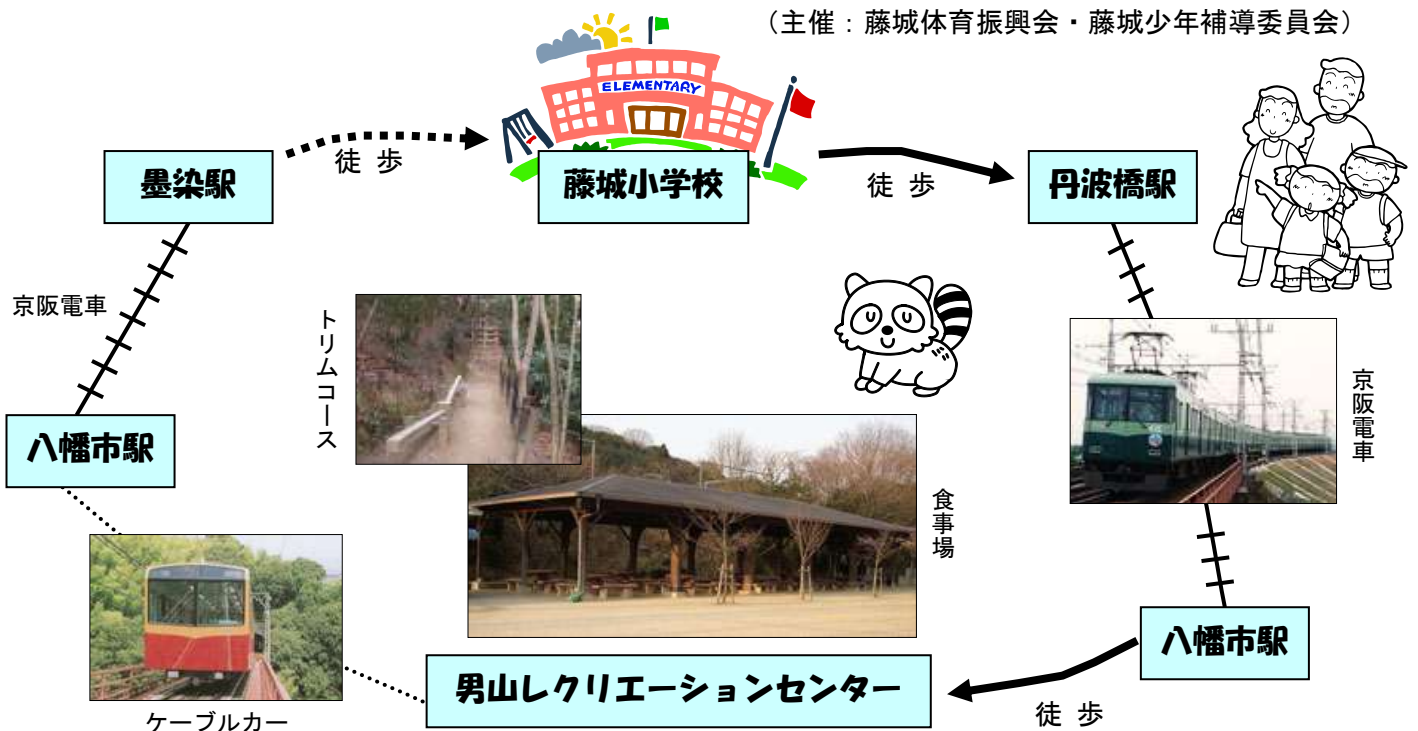 (主催:藤城体育振興会・藤城少年補導委員会)
ELEMENTARY
墨染駅
徒 歩
藤城小学校
徒 歩
丹波橋駅
京阪電車
トリムコース
京阪電車
八幡市駅
食事場
八幡市駅
男山レクリエーションセンター
徒 歩
ケーブルカー